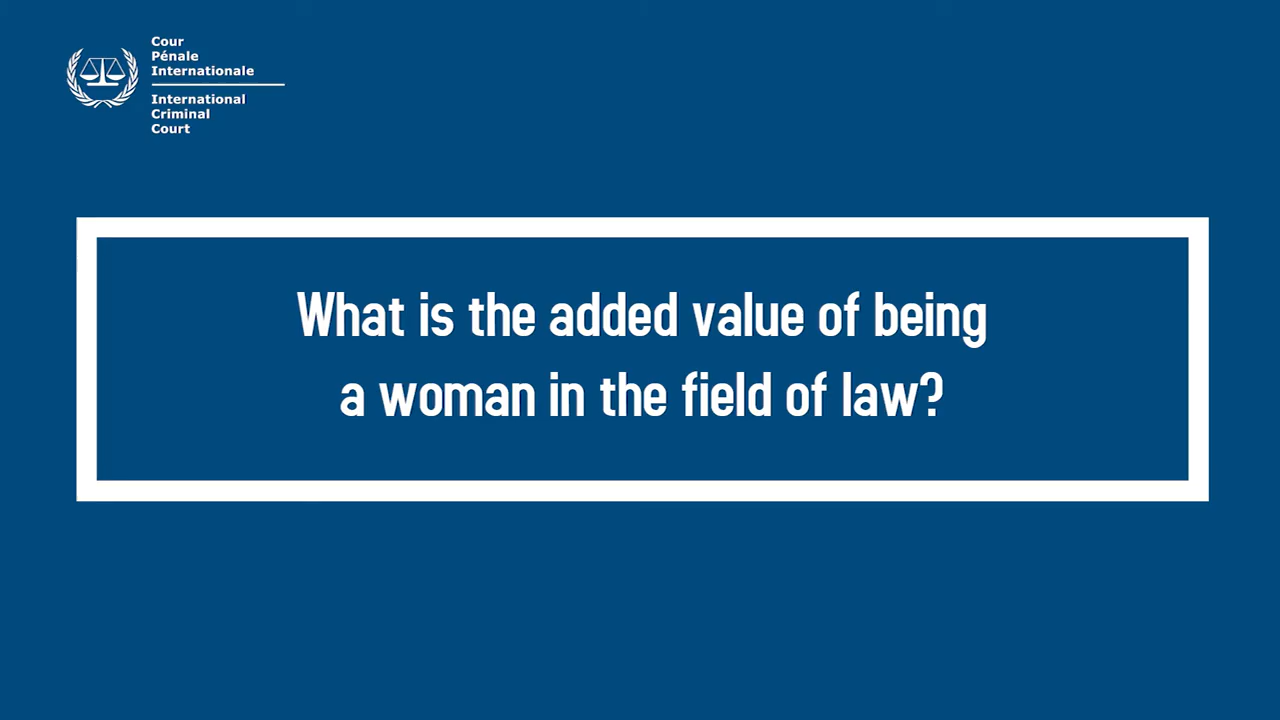 Cour
Pénale
Internationale
International
Criminal
Court
What is the added value of being
a woman in the field of law?